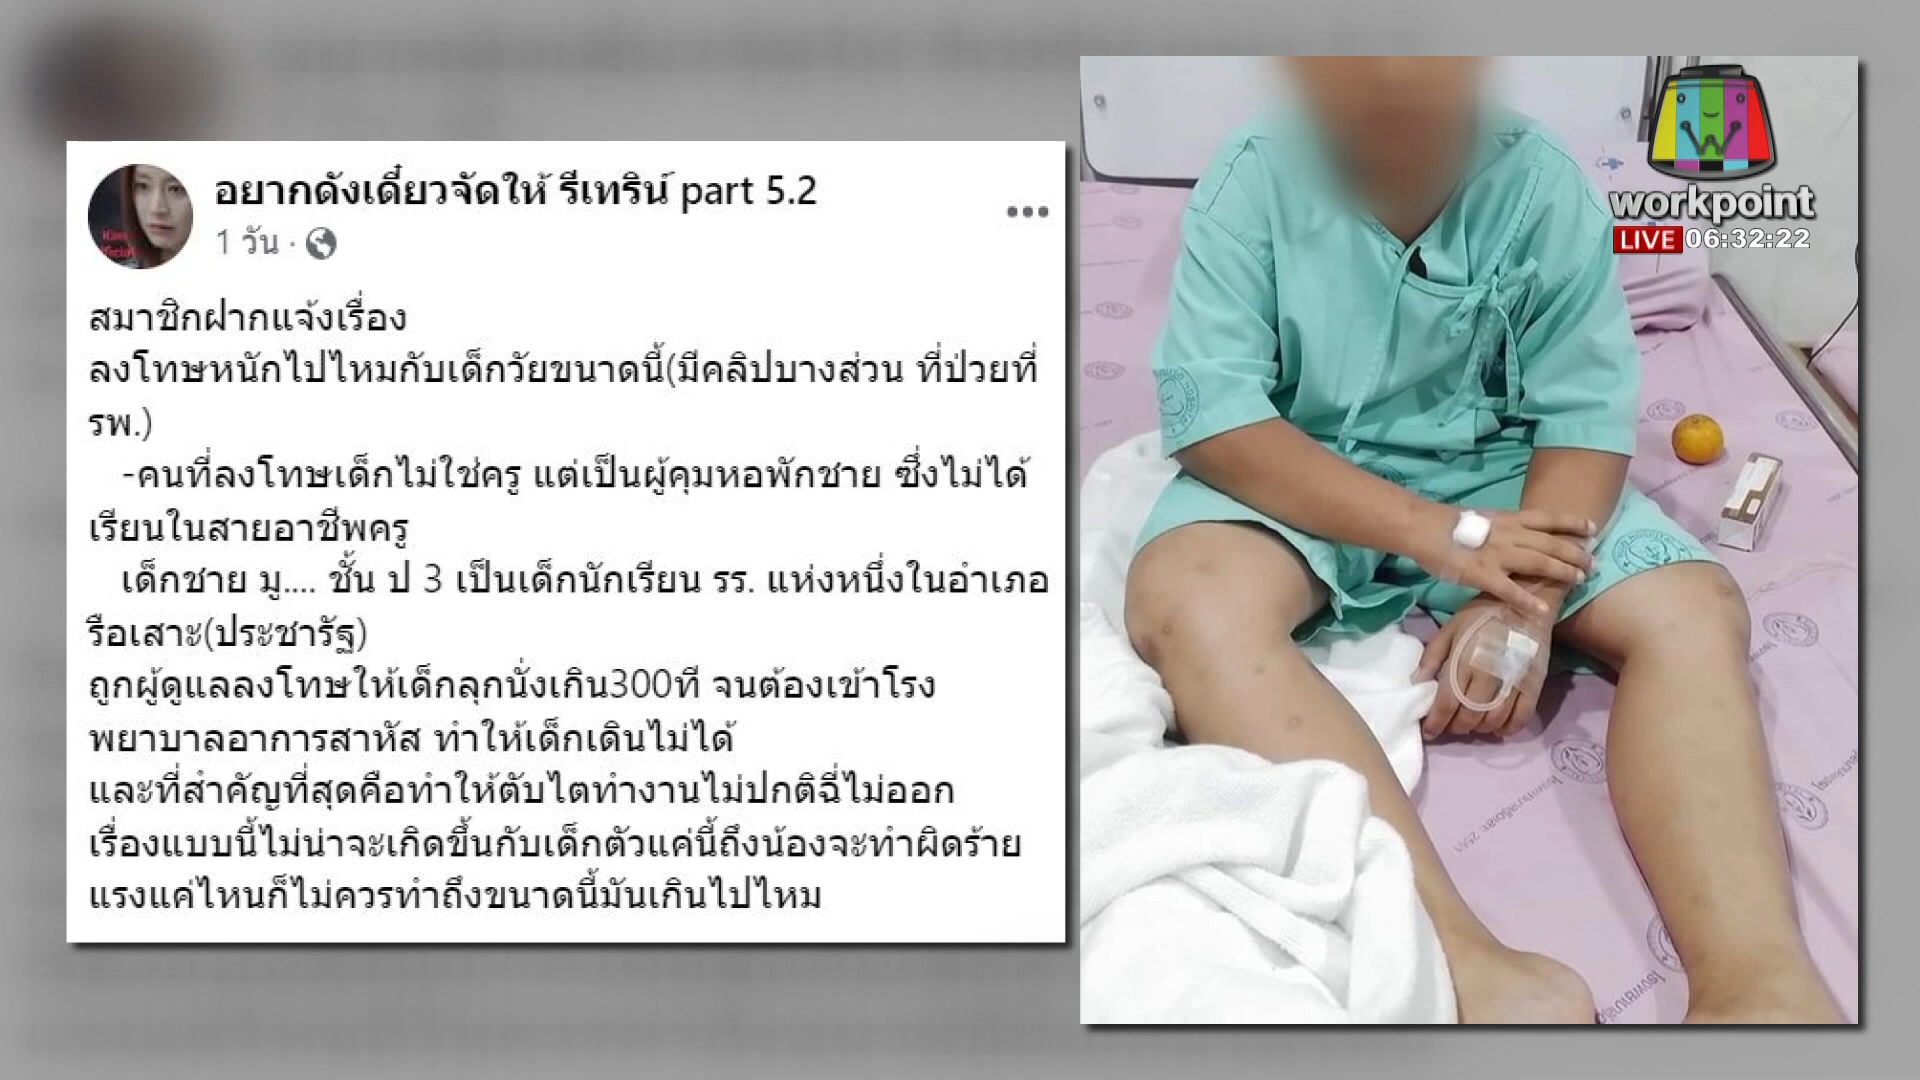 อยากดังเดี๋ยวจัดให้ รีเทริน์ part 5.2
1 วัน ·
สมาชิกฝากแจ้งเรื่อง
ลงโทษหนักไปไหมกับเด็กวัยขนาดนี้(มีคลิปบางส่วน ที่ป่วยที่
รพ.)
-คนที่ลงโทษเด็กไม่ใช่ครู แต่เป็นผู้คุมหอพักชาย ซึ่งไม่ได้
เรียนในสายอาชีพครู
เด็กชาย มู.... ชั้น ป 3 เป็นเด็กนักเรียน รร. แห่งหนึ่งในอำเภอ
รือเสาะ(ประชารัฐ)
ถูกผู้ดูแลลงโทษให้เด็กลุกนั่งเกิน300ที จนต้องเข้าโรง
พยาบาลอาการสาหัส ทำให้เด็กเดินไม่ได้
และที่สำคัญที่สุดคือทำให้ตับไตทำงานไม่ปกติฉี่ไม่ออก
เรื่องแบบนี้ไม่น่าจะเกิดขึ้นกับเด็กตัวแค่นี้ถึงน้องจะทำผิดร้าย
แรงแค่ไหนก็ไม่ควรทำถึงขนาดนี้มันเกินไปไหม
workpoint
LIVE 06:32:22